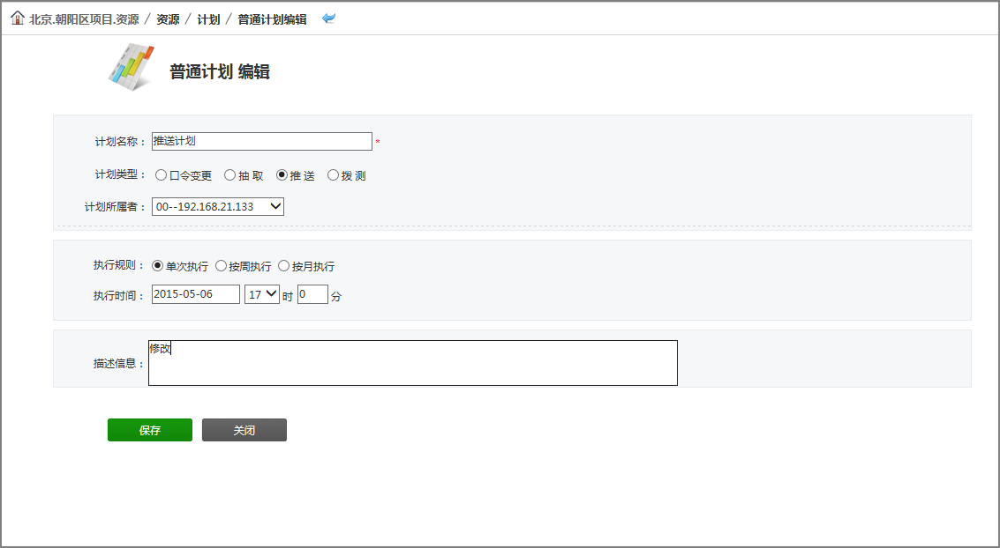 北京.朝阳区项目.资源 / 资源 / 计划 / 普通计划编辑
普通计划 编辑
计划名称： 推送计划 *
计划类型： 口令变更 抽 取 推 送 拨 测
计划所属者： 00--192.168.21.133
执行规则： 单次执行 按周执行 按月执行
执行时间： 2015-05-06 17 时 0 分
描述信息： 修改
保存 关闭